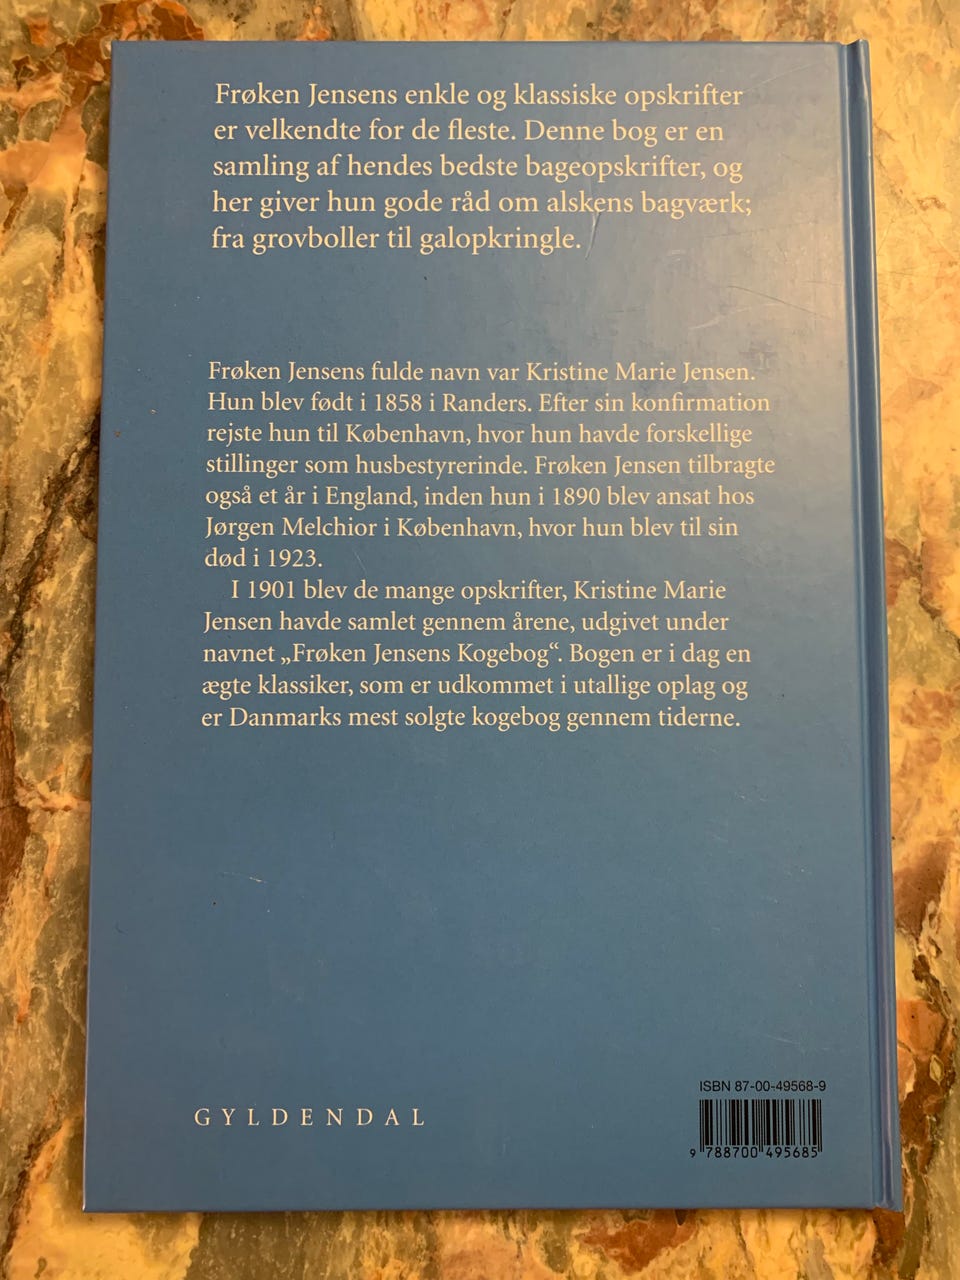 Frøken Jensens enkle og klassiske opskrifter
er velkendte for de fleste. Denne bog er en
samling af hendes bedste bageopskrifter, og
her giver hun gode råd om alskens bagværk;
fra grovboller til galopkringle.
Frøken Jensens fulde navn var Kristine Marie Jensen.
Hun blev født i 1858 i Randers. Efter sin konfirmation
rejste hun til København, hvor hun havde forskellige
stillinger som husbestyrerinde. Frøken Jensen tilbragte
også et år i England, inden hun i 1890 blev ansat hos
Jørgen Melchior i København, hvor hun blev til sin
død i 1923.
I 1901 blev de mange opskrifter, Kristine Marie
Jensen havde samlet gennem årene, udgivet under
navnet „Frøken Jensens Kogebog“. Bogen er i dag en
ægte klassiker, som er udkommet i utallige oplag og
er Danmarks mest solgte kogebog gennem tiderne.
GYLDENDAL
ISBN 87-00-49568-9
9 788700 495685